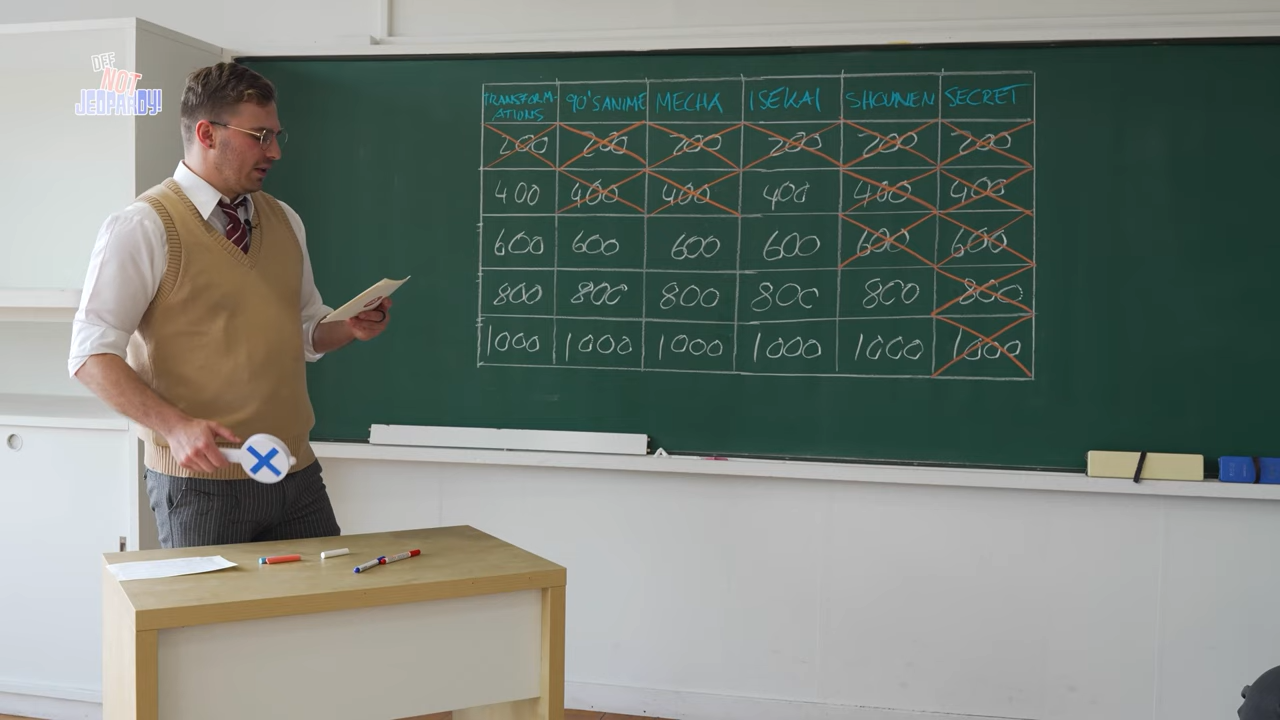 OFF
NOT
JEOPARDY!
TRANSFORM-
ATIONS 90'S ANIME MECHA ISEKAI SHOUNEN SECRET
200 200 200 200 200 200
400 400 400 400 400 400
600 600 600 600 600 600
800 800 800 800 800 800
1000 1000 1000 1000 1000 1000